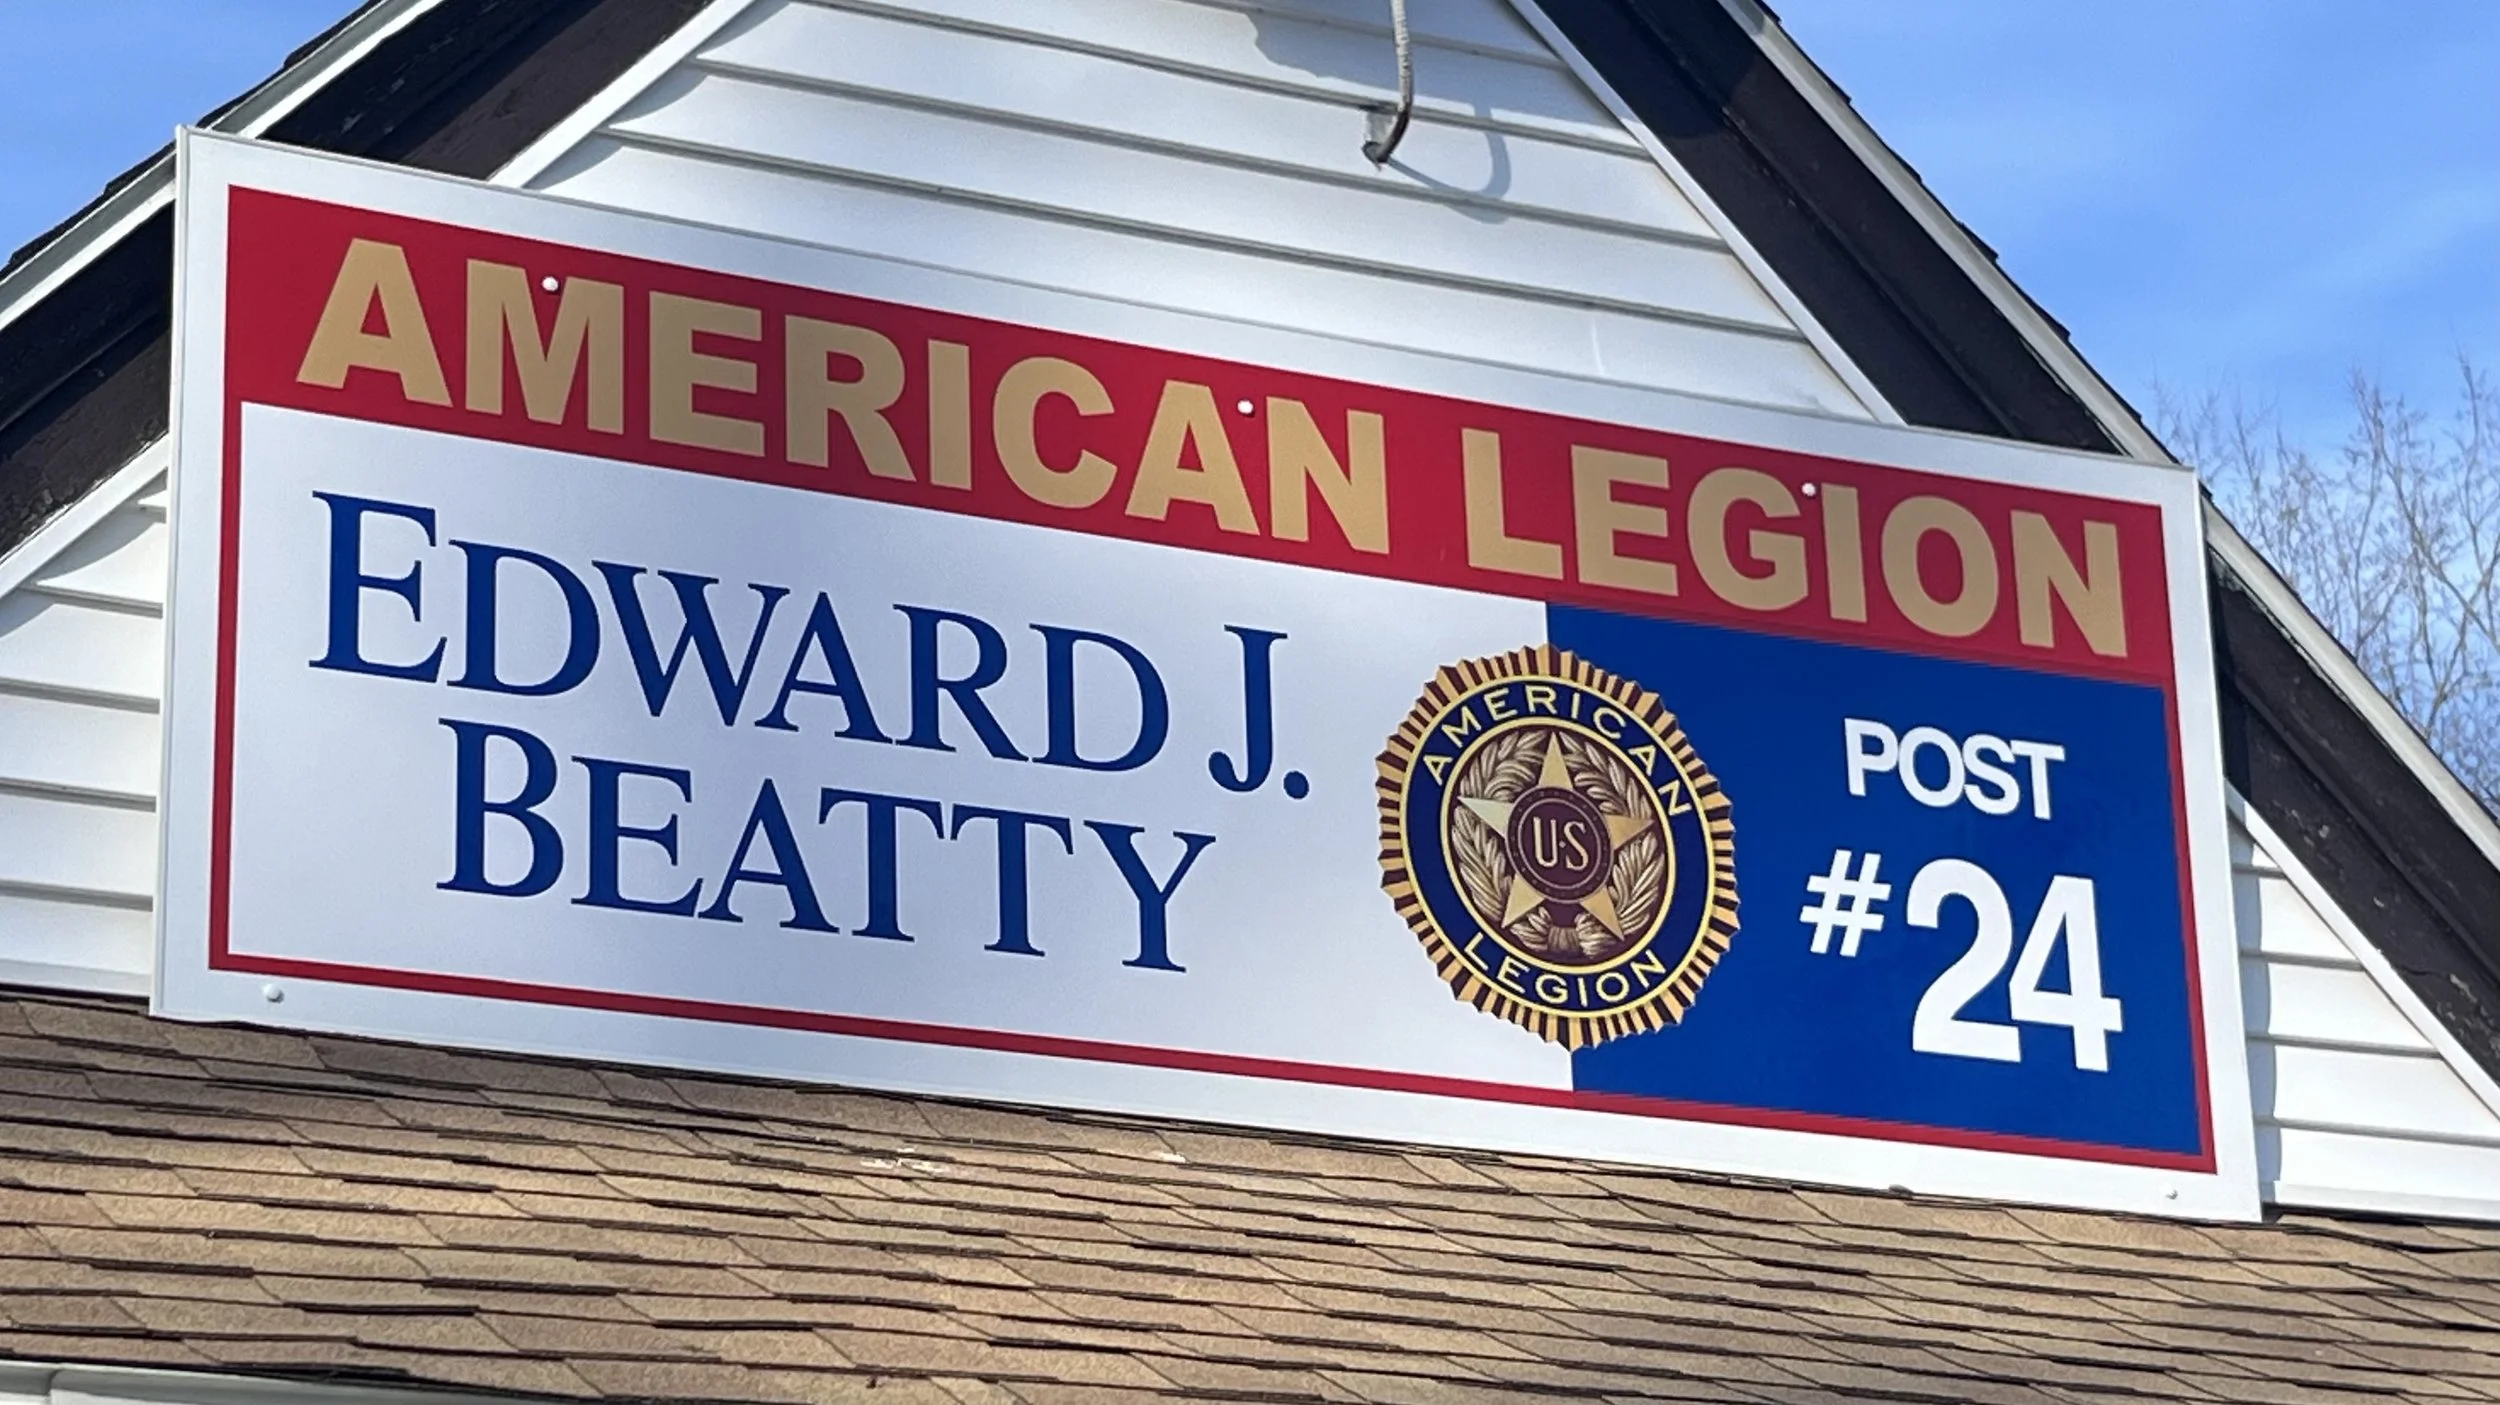 AMERICAN LEGION
EDWARD J.
BEATTY
AMERICAN
U·S
LEGION
POST
#24